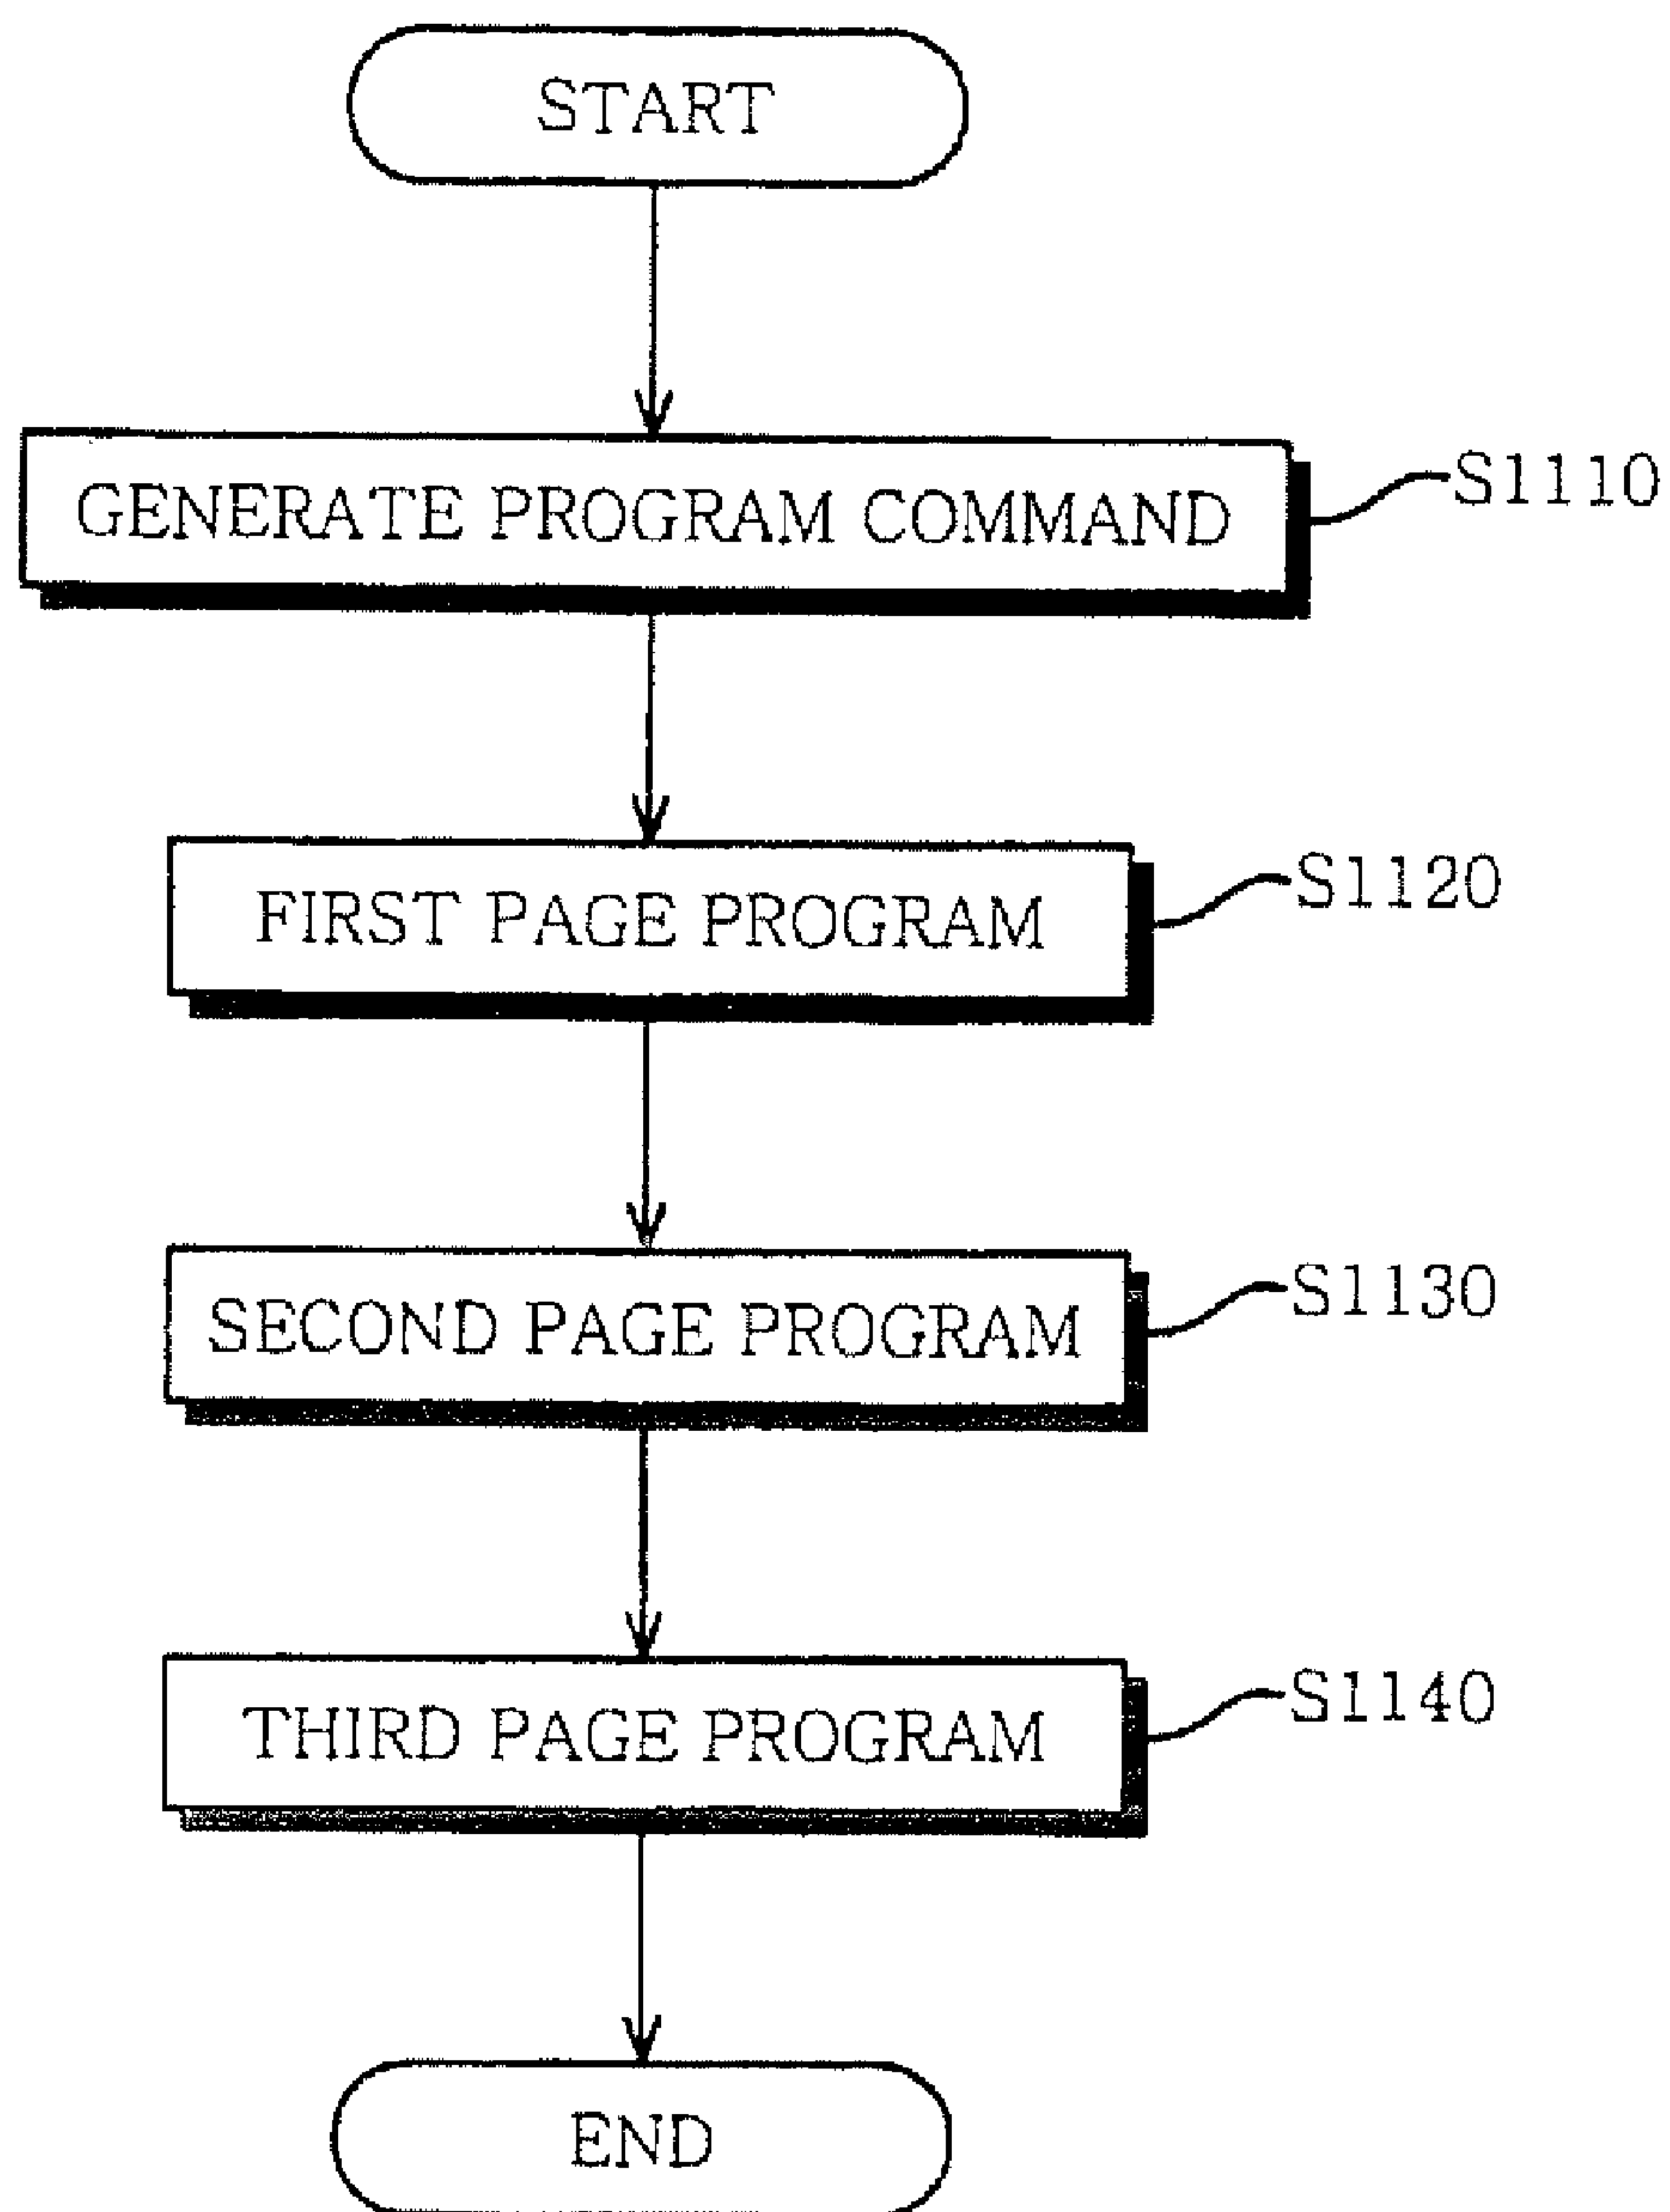 START
GENERATE PROGRAM COMMAND
S1110
FIRST PAGE PROGRAM
S1120
SECOND PAGE PROGRAM
S1130
THIRD PAGE PROGRAM
S1140
END